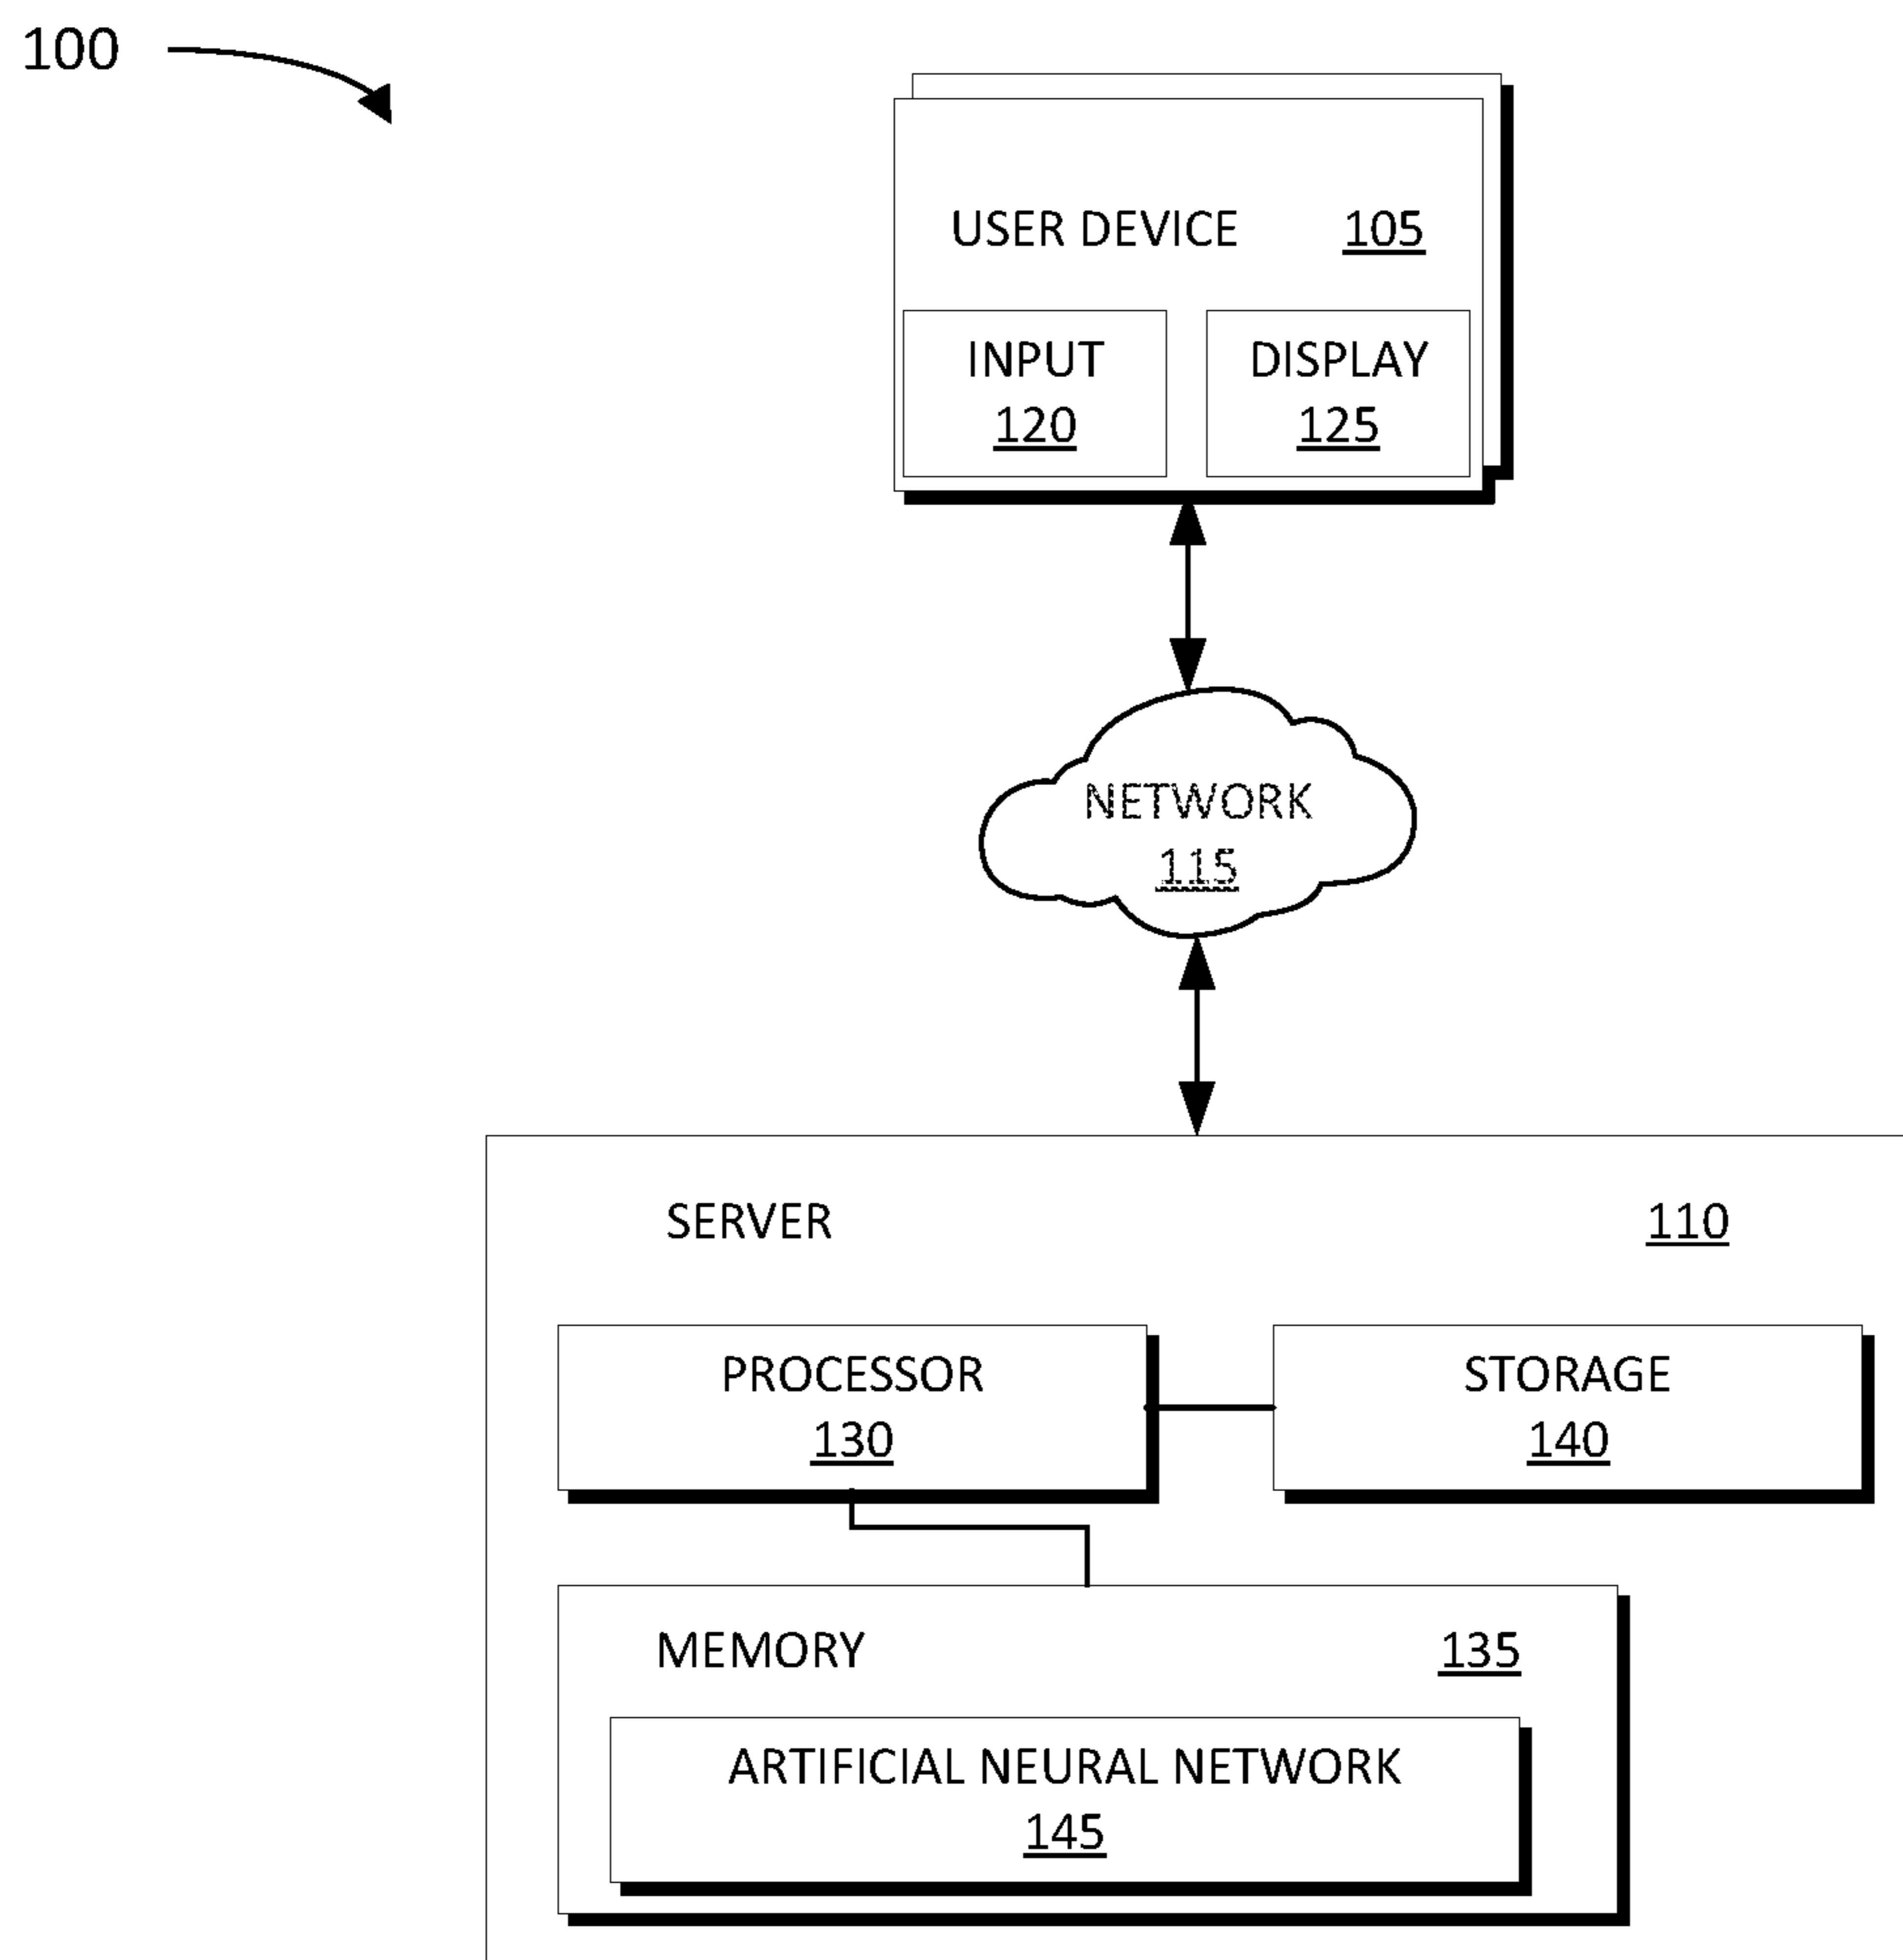 100
USER DEVICE 105
INPUT
120
DISPLAY
125
NETWORK
115
SERVER 110
PROCESSOR
130
STORAGE
140
MEMORY 135
ARTIFICIAL NEURAL NETWORK
145